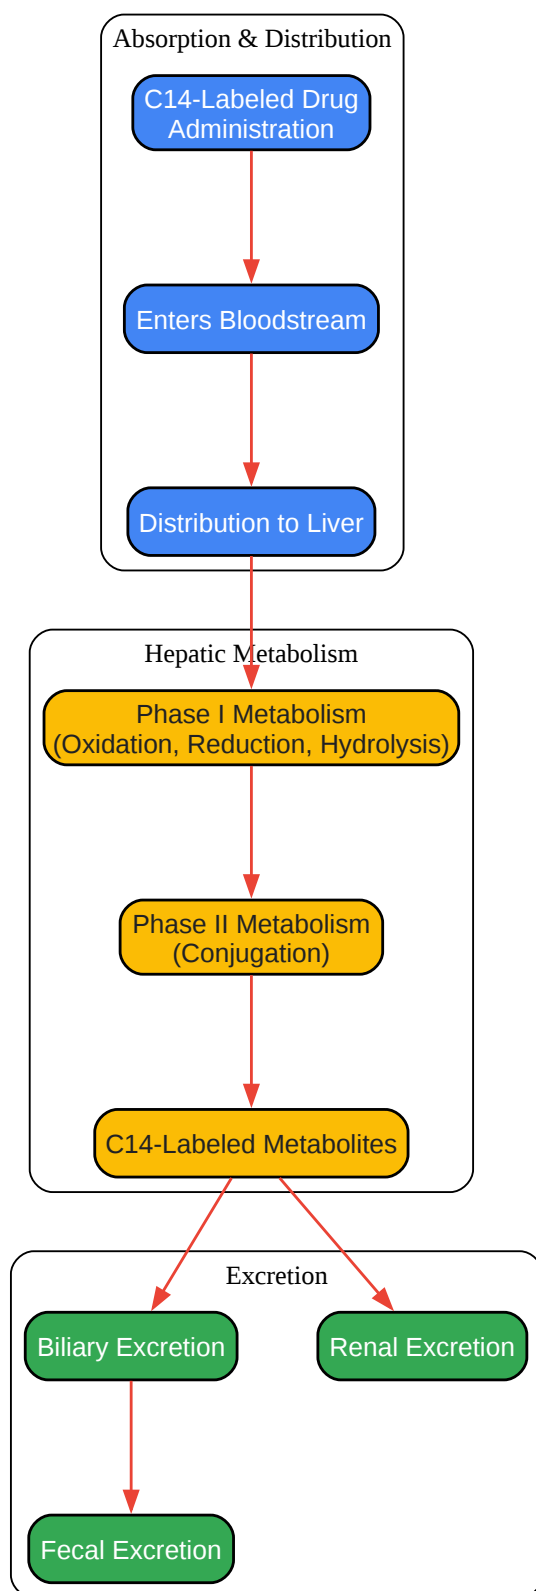 Absorption & Distribution
C14-Labeled Drug
Administration
Enters Bloodstream
Distribution to Liver
Hepatic Metabolism
Phase I Metabolism
(Oxidation, Reduction, Hydrolysis)
Phase II Metabolism
(Conjugation)
C14-Labeled Metabolites
Excretion
Biliary Excretion
Renal Excretion
Fecal Excretion